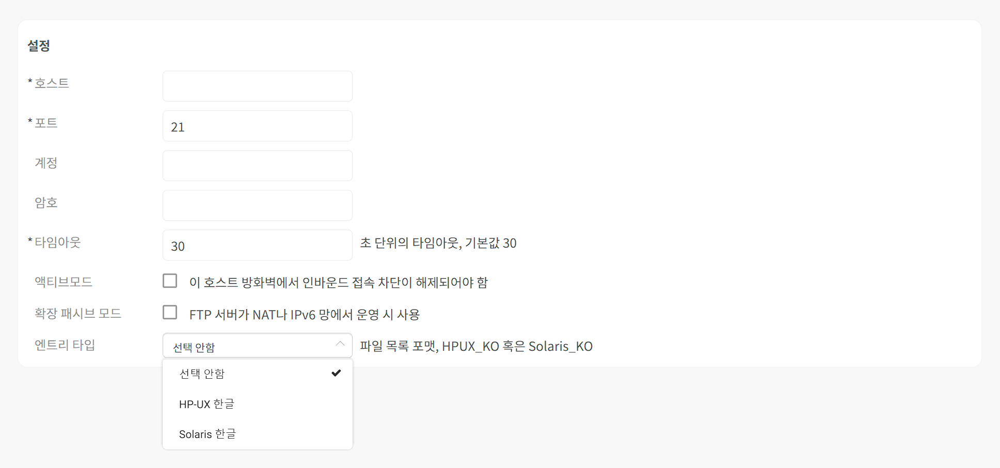 설정
* 호스트
* 포트
21
계정
암호
* 타임아웃
30
초 단위의 타임아웃, 기본값 30
액티브모드
이 호스트 방화벽에서 인바운드 접속 차단이 해제되어야 함
확장 패시브 모드
FTP 서버가 NAT나 IPv6 망에서 운영 시 사용
엔트리 타입
선택 안함
파일 목록 포맷, HPUX_KO 혹은 Solaris_KO
선택 안함
HP-UX 한글
Solaris 한글